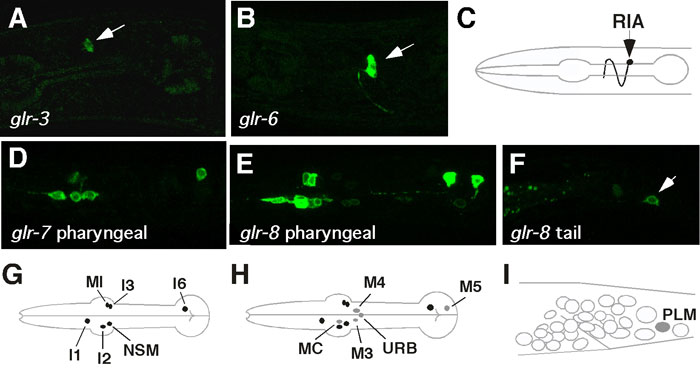 A
glr-3
B
glr-6
C
RIA
D
glr-7 pharyngeal
E
glr-8 pharyngeal
F
glr-8 tail
G
MI
I3
I6
I1
I2
NSM
H
M4
M5
MC
M3
URB
I
PLM